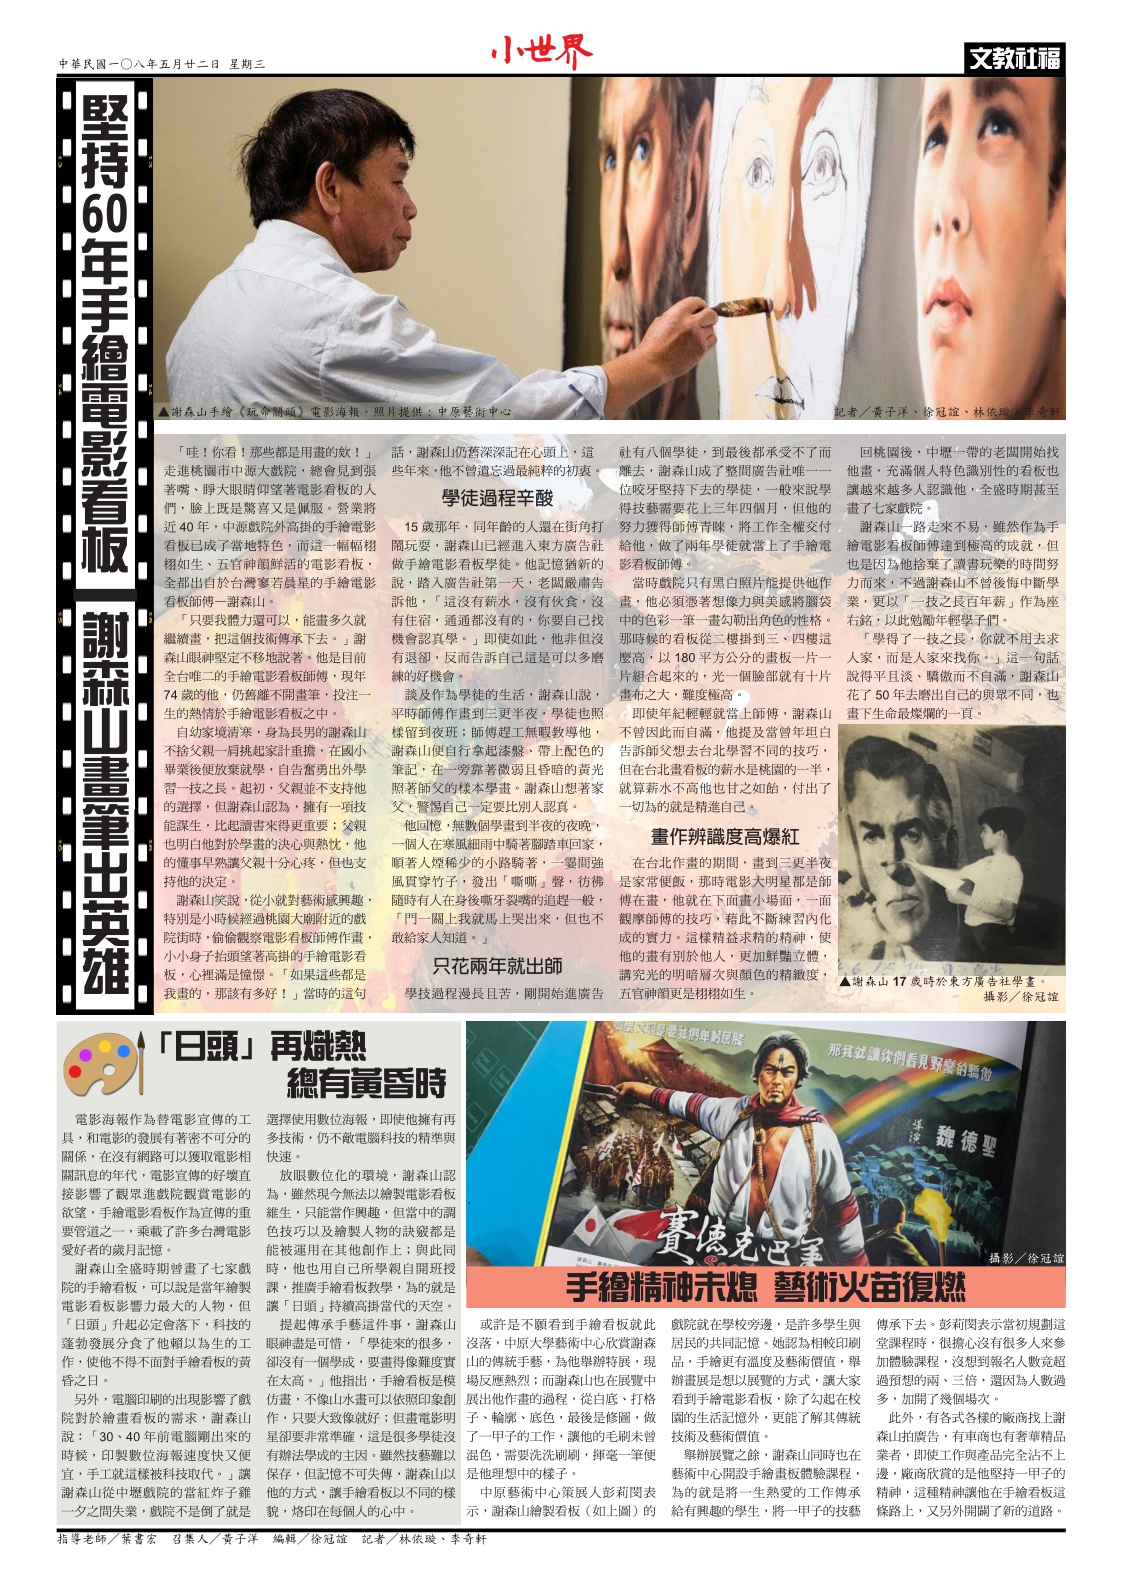 中華民國一〇八年五月廿二日 星期三
小世界
文教社福
堅持60年手繪電影看板
謝森山畫筆出英雄
▲謝森山手繪《玩命關頭》電影海報。照片提供：中原藝術中心
記者／黃子洋、徐冠誼、林依璇、李奇軒
「哇！你看！那些都是用畫的欸！」
走進桃園市中源大戲院，總會見到張
著嘴、睜大眼睛仰望著電影看板的人
們，臉上既是驚喜又是佩服。營業將
近 40 年，中源戲院外高掛的手繪電影
看板已成了當地特色，而這一幅幅栩
栩如生、五官神韻鮮活的電影看板，
全都出自於台灣寥若晨星的手繪電影
看板師傅—謝森山。
「只要我體力還可以，能畫多久就
繼續畫，把這個技術傳承下去。」謝
森山眼神堅定不移地說著。他是目前
全台唯二的手繪電影看板師傅，現年
74 歲的他，仍舊離不開畫筆，投注一
生的熱情於手繪電影看板之中。
自幼家境清寒，身為長男的謝森山
不捨父親一肩挑起家計重擔，在國小
畢業後便放棄就學，自告奮勇出外學
習一技之長。起初，父親並不支持他
的選擇，但謝森山認為，擁有一項技
能謀生，比起讀書來得更重要；父親
也明白他對於學畫的決心與熱忱，他
的懂事早熟讓父親十分心疼，但也支
持他的決定。
謝森山笑說，從小就對藝術感興趣，
特別是小時候經過桃園大廟附近的戲
院街時，偷偷觀察電影看板師傅作畫，
小小身子抬頭望著高掛的手繪電影看
板，心裡滿是憧憬。「如果這些都是
我畫的，那該有多好！」當時的這句
話，謝森山仍舊深深記在心頭上，這
些年來，他不曾遺忘過最純粹的初衷。
學徒過程辛酸
15 歲那年，同年齡的人還在街角打
鬧玩耍，謝森山已經進入東方廣告社
做手繪電影看板學徒。他記憶猶新的
說，踏入廣告社第一天，老闆嚴肅告
訴他，「這沒有薪水，沒有伙食，沒
有住宿，通通都沒有的，你要自己找
機會認真學。」即使如此，他非但沒
有退卻，反而告訴自己這是可以多磨
練的好機會。
談及作為學徒的生活，謝森山說，
平時師傅作畫到三更半夜，學徒也照
樣留到夜班；師傅趕工無暇教導他，
謝森山便自行拿起漆盤、帶上配色的
筆記，在一旁靠著微弱且昏暗的黃光
照著師父的樣本學畫。謝森山想著家
父，警惕自己一定要比別人認真。
他回憶，無數個學畫到半夜的夜晚，
一個人在寒風細雨中騎著腳踏車回家，
順著人煙稀少的小路騎著，一霎間強
風貫穿竹子，發出「嘶嘶」聲，彷彿
隨時有人在身後嘶牙裂嘴的追趕一般，
「門一關上我就馬上哭出來，但也不
敢給家人知道。」
只花兩年就出師
學技過程漫長且苦，剛開始進廣告
社有八個學徒，到最後都承受不了而
離去，謝森山成了整間廣告社唯一一
位咬牙堅持下去的學徒，一般來說學
得技藝需要花上三年四個月，但他的
努力獲得師傅青睞，將工作全權交付
給他，做了兩年學徒就當上了手繪電
影看板師傅。
當時戲院只有黑白照片能提供他作
畫，他必須憑著想像力與美感將腦袋
中的色彩一筆一畫勾勒出角色的性格。
那時候的看板從二樓掛到三、四樓這
麼高，以 180 平方公分的畫板一片一
片組合起來的，光一個臉部就有十片
畫布之大，難度極高。
即使年紀輕輕就當上師傅，謝森山
不曾因此而自滿，他提及當曾年坦白
告訴師父想去台北學習不同的技巧，
但在台北畫看板的薪水是桃園的一半，
就算薪水不高他也甘之如飴，付出了
一切為的就是精進自己。
畫作辨識度高爆紅
在台北作畫的期間，畫到三更半夜
是家常便飯，那時電影大明星都是師
傅在畫，他就在下面畫小場面，一面
觀摩師傅的技巧，藉此不斷練習內化
成的實力。這樣精益求精的精神，使
他的畫有別於他人，更加鮮豔立體，
講究光的明暗層次與顏色的精緻度，
五官神韻更是栩栩如生。
回桃園後，中壢一帶的老闆開始找
他畫，充滿個人特色識別性的看板也
讓越來越多人認識他，全盛時期甚至
畫了七家戲院。
謝森山一路走來不易，雖然作為手
繪電影看板師傅達到極高的成就，但
也是因為他捨棄了讀書玩樂的時間努
力而來，不過謝森山不曾後悔中斷學
業，更以「一技之長百年薪」作為座
右銘，以此勉勵年輕學子們。
「學得了一技之長，你就不用去求
人家，而是人家來找你。」這一句話
說得平且淡、驕傲而不自滿，謝森山
花了 50 年去磨出自己的與眾不同，也
畫下生命最燦爛的一頁。
▲謝森山 17 歲時於東方廣告社學畫。
攝影／徐冠誼
「日頭」再熾熱
總有黃昏時
電影海報作為替電影宣傳的工
具，和電影的發展有著密不可分的
關係，在沒有網路可以獲取電影相
關訊息的年代，電影宣傳的好壞直
接影響了觀眾進戲院觀賞電影的
欲望，手繪電影看板作為宣傳的重
要管道之一，乘載了許多台灣電影
愛好者的歲月記憶。
謝森山全盛時期曾畫了七家戲
院的手繪看板，可以說是當年繪製
電影看板影響力最大的人物，但
「日頭」升起必定會落下，科技的
蓬勃發展分食了他賴以為生的工
作，使他不得不面對手繪看板的黃
昏之日。
另外，電腦印刷的出現影響了戲
院對於繪畫看板的需求，謝森山
說：「30、40 年前電腦剛出來的
時候，印製數位海報速度快又便
宜，手工就這樣被科技取代。」讓
謝森山從中壢戲院的當紅炸子雞
一夕之間失業，戲院不是倒了就是
選擇使用數位海報，即使他擁有再
多技術，仍不敵電腦科技的精準與
快速。
放眼數位化的環境，謝森山認
為，雖然現今無法以繪製電影看板
維生，只能當作興趣，但當中的調
色技巧以及繪製人物的訣竅都是
能被運用在其他創作上；與此同
時，他也用自己所學親自開班授
課，推廣手繪看板教學，為的就是
讓「日頭」持續高掛當代的天空。
提起傳承手藝這件事，謝森山
眼神盡是可惜，「學徒來的很多，
卻沒有一個學成，要畫得像難度實
在太高。」他指出，手繪看板是模
仿畫，不像山水畫可以依照印象創
作，只要大致像就好；但畫電影明
星卻要非常準確，這是很多學徒沒
有辦法學成的主因。雖然技藝難以
保存，但記憶不可失傳，謝森山以
他的方式，讓手繪看板以不同的樣
貌，烙印在每個人的心中。
那我就讓你們看見野蠻的驕傲
導演 魏德聖
賽德克巴萊
攝影／徐冠誼
手繪精神未熄 藝術火苗復燃
或許是不願看到手繪看板就此
沒落，中原大學藝術中心欣賞謝森
山的傳統手藝，為他舉辦特展，現
場反應熱烈；而謝森山也在展覽中
展出他作畫的過程，從白底、打格
子、輪廓、底色，最後是修圖，做
了一甲子的工作，讓他的毛刷未曾
混色，需要洗洗刷刷，揮毫一筆便
是他理想中的樣子。
中原藝術中心策展人彭莉閔表
示，謝森山繪製看板（如上圖）的
戲院就在學校旁邊，是許多學生與
居民的共同記憶。她認為相較印刷
品，手繪更有溫度及藝術價值，舉
辦畫展是想以展覽的方式，讓大家
看到手繪電影看板，除了勾起在校
園的生活記憶外，更能了解其傳統
技術及藝術價值。
舉辦展覽之餘，謝森山同時也在
藝術中心開設手繪畫板體驗課程，
為的就是將一生熱愛的工作傳承
給有興趣的學生，將一甲子的技藝
傳承下去。彭莉閔表示當初規劃這
堂課程時，很擔心沒有很多人來參
加體驗課程，沒想到報名人數竟超
過預想的兩、三倍，還因為人數過
多，加開了幾個場次。
此外，有各式各樣的廠商找上謝
森山拍廣告，有車商也有奢華精品
業者，即使工作與產品完全沾不上
邊，廠商欣賞的是他堅持一甲子的
精神，這種精神讓他在手繪看板這
條路上，又另外開闢了新的道路。
指導老師／葉書宏 召集人／黃子洋 編輯／徐冠誼 記者／林依璇、李奇軒